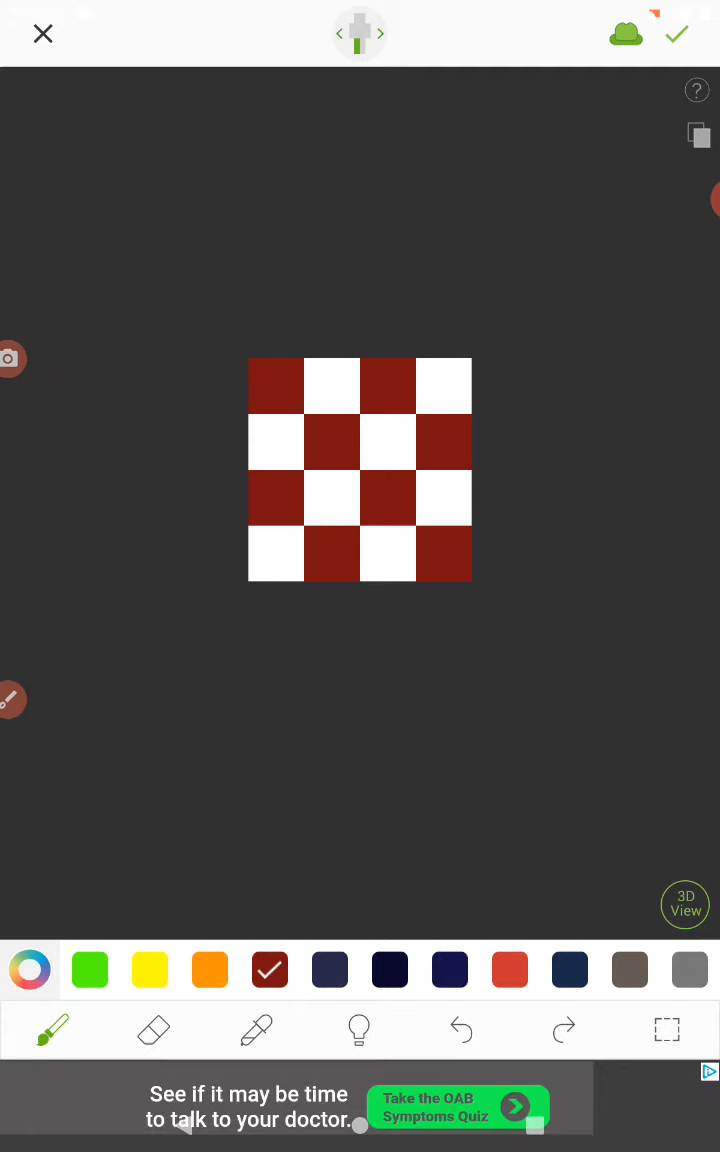 ?
3D
View
See if it may be time
to talk to your doctor.
Take the OAB
Symptoms Quiz